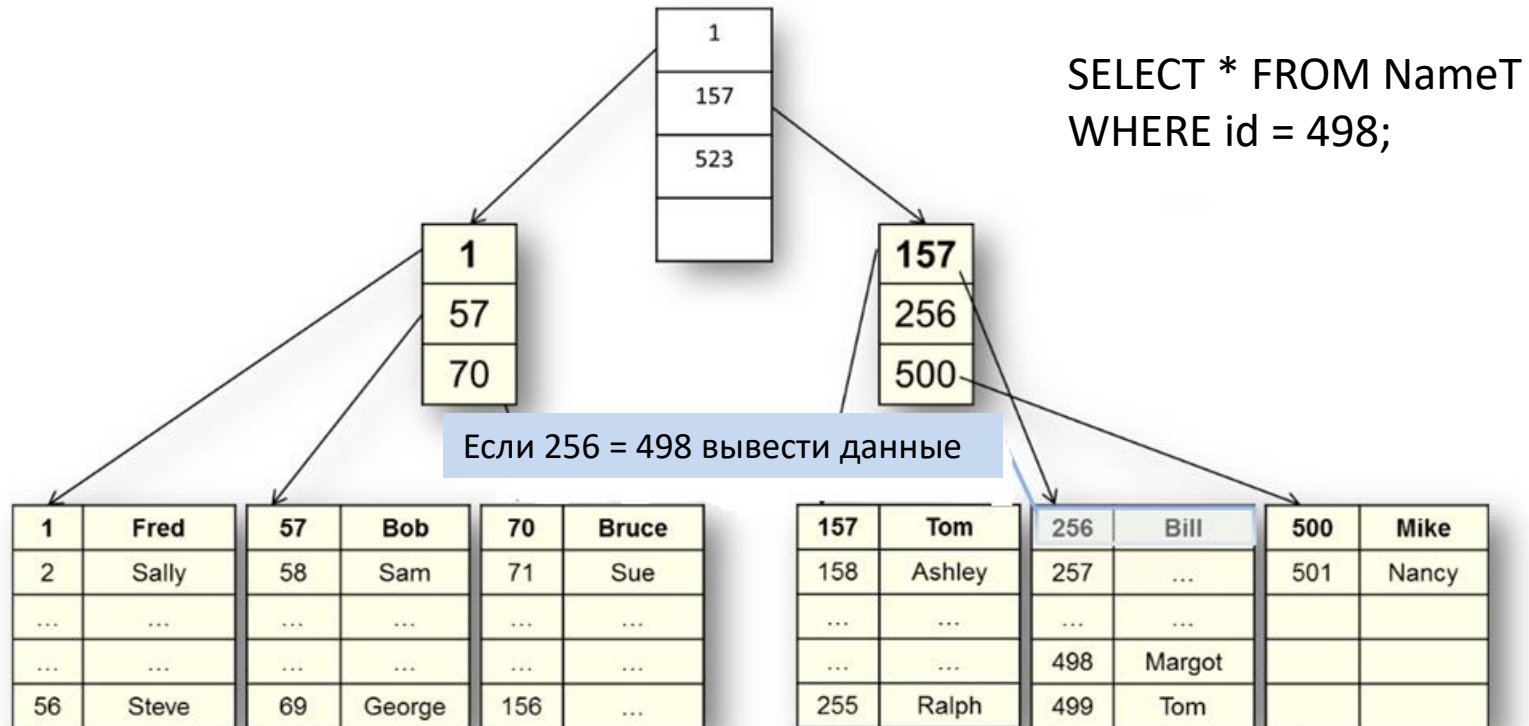 1
157
523
SELECT * FROM NameT
WHERE id = 498;
1
57
70
157
256
500
Если 256 = 498 вывести данные
1 Fred
2 Sally
... ...
... ...
56 Steve
57 Bob
58 Sam
... ...
... ...
69 George
70 Bruce
71 Sue
... ...
... ...
156 ...
157 Tom
158 Ashley
... ...
... ...
255 Ralph
256 Bill
257 ...
... ...
498 Margot
499 Tom
500 Mike
501 Nancy